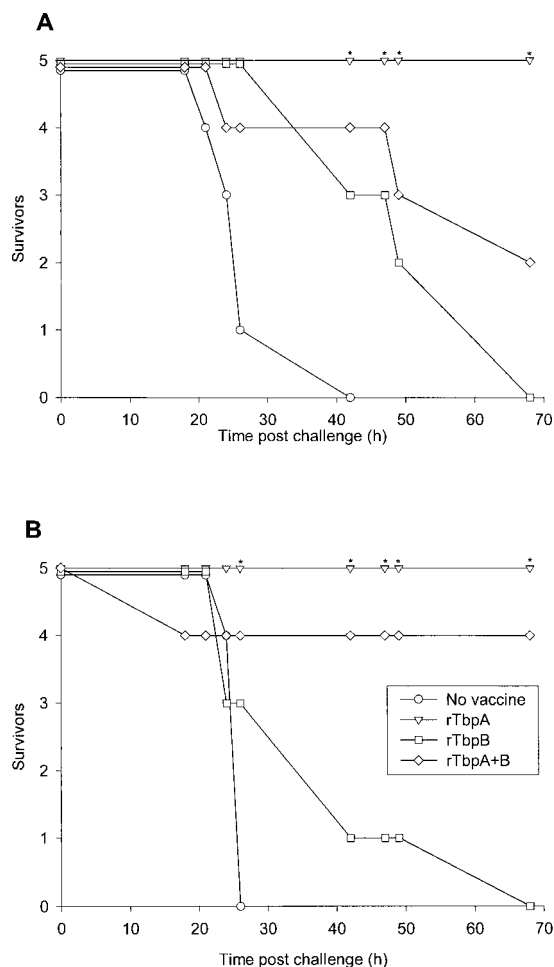 A
* * * *
5
4
3
2
1
0
Survivors
0 10 20 30 40 50 60 70
Time post challenge (h)
B
* * * * *
5
4
3
2
1
0
Survivors
No vaccine
rTbpA
rTbpB
rTbpA+B
0 10 20 30 40 50 60 70
Time post challenge (h)